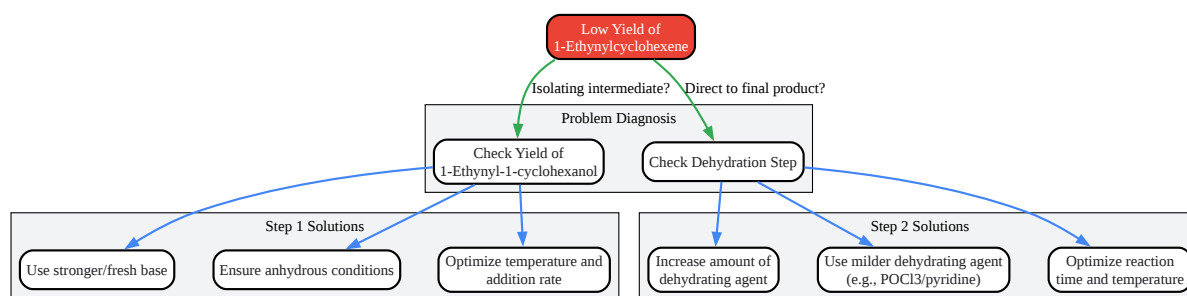 Low Yield of
1-Ethynylcyclohexene
Isolating intermediate?
Direct to final product?
Problem Diagnosis
Check Yield of
1-Ethynyl-1-cyclohexanol
Check Dehydration Step
Step 1 Solutions
Use stronger/fresh base
Ensure anhydrous conditions
Optimize temperature and
addition rate
Step 2 Solutions
Increase amount of
dehydrating agent
Use milder dehydrating agent
(e.g., POCl3/pyridine)
Optimize reaction
time and temperature